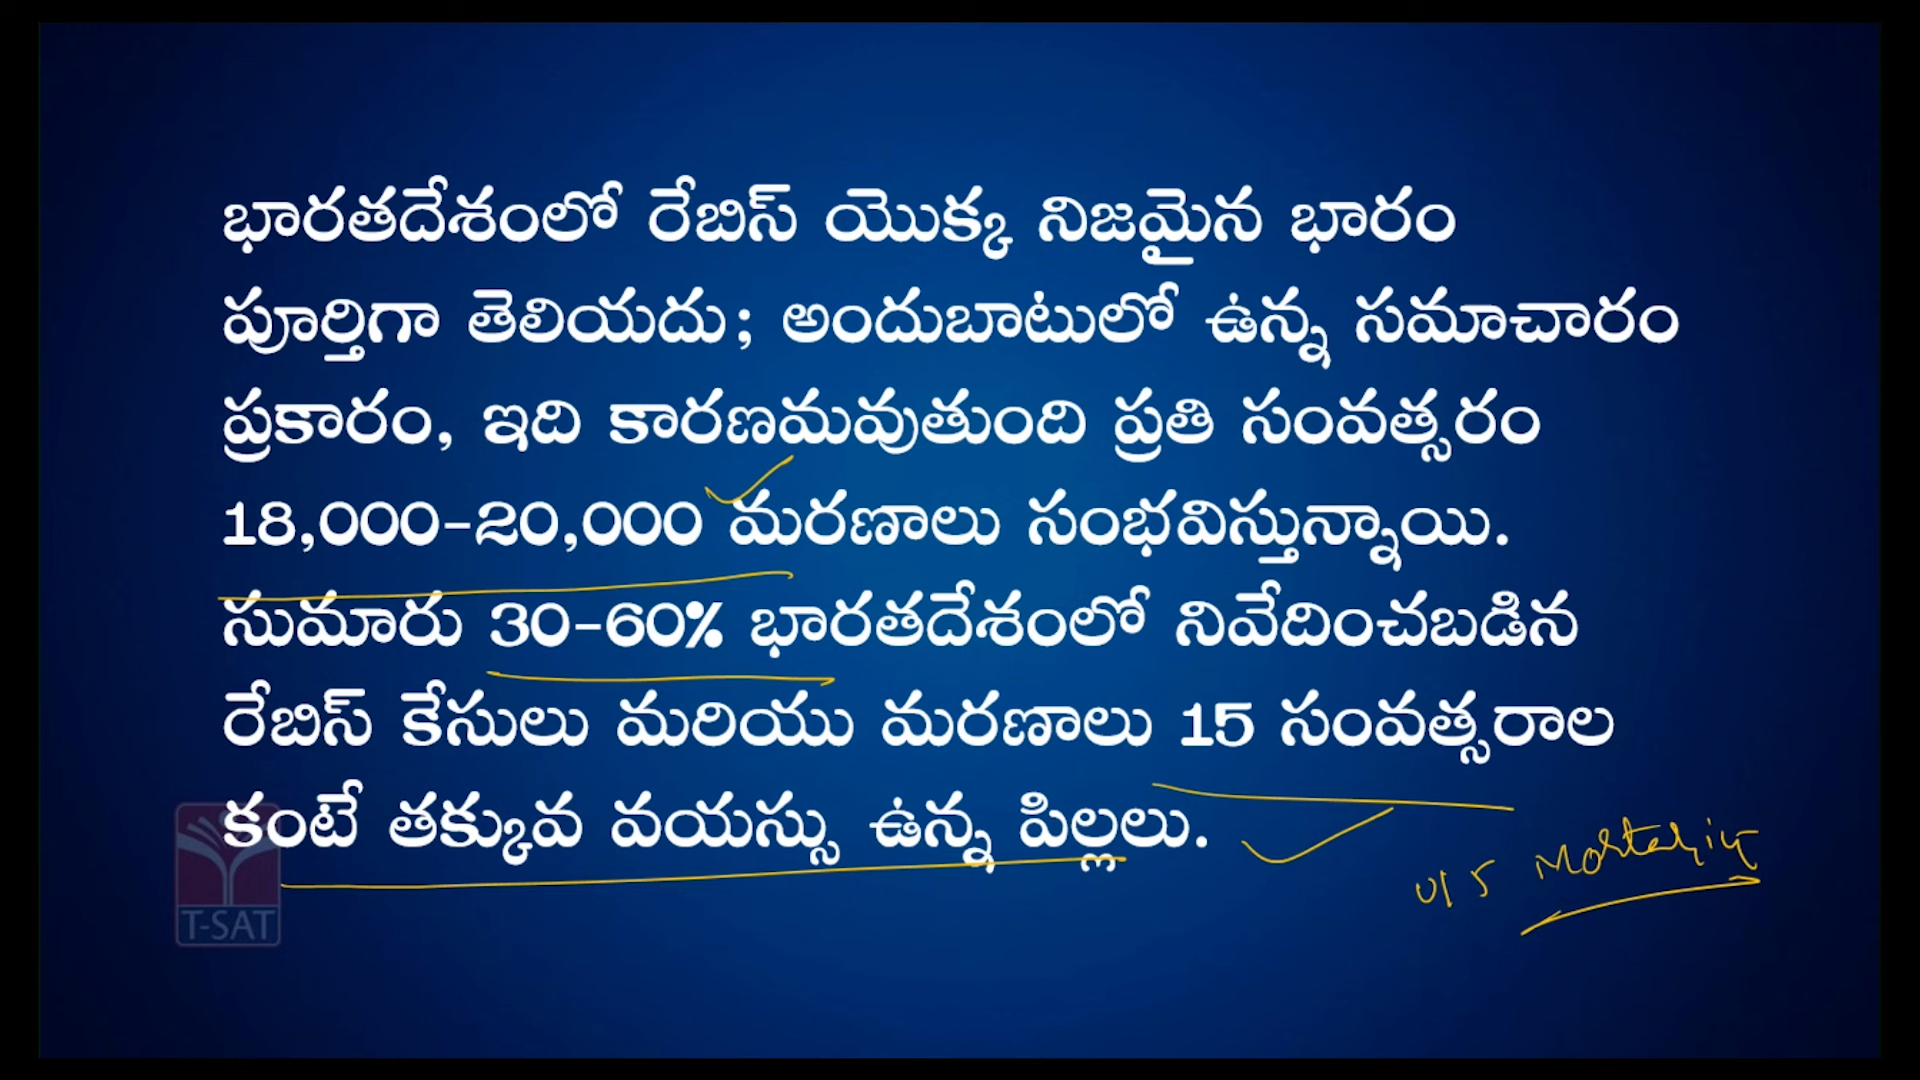 భారతదేశంలో రేబిస్ యొక్క నిజమైన భారం
పూర్తిగా తెలియదు; అందుబాటులో ఉన్న సమాచారం
ప్రకారం, ఇది కారణమవుతుంది ప్రతి సంవత్సరం
18,000-20,000 మరణాలు సంభవిస్తున్నాయి.
సుమారు 30-60% భారతదేశంలో నివేదించబడిన
రేబిస్ కేసులు మరియు మరణాలు 15 సంవత్సరాల
కంటే తక్కువ వయస్సు ఉన్న పిల్లలు.
U/5 Mortality
T-SAT